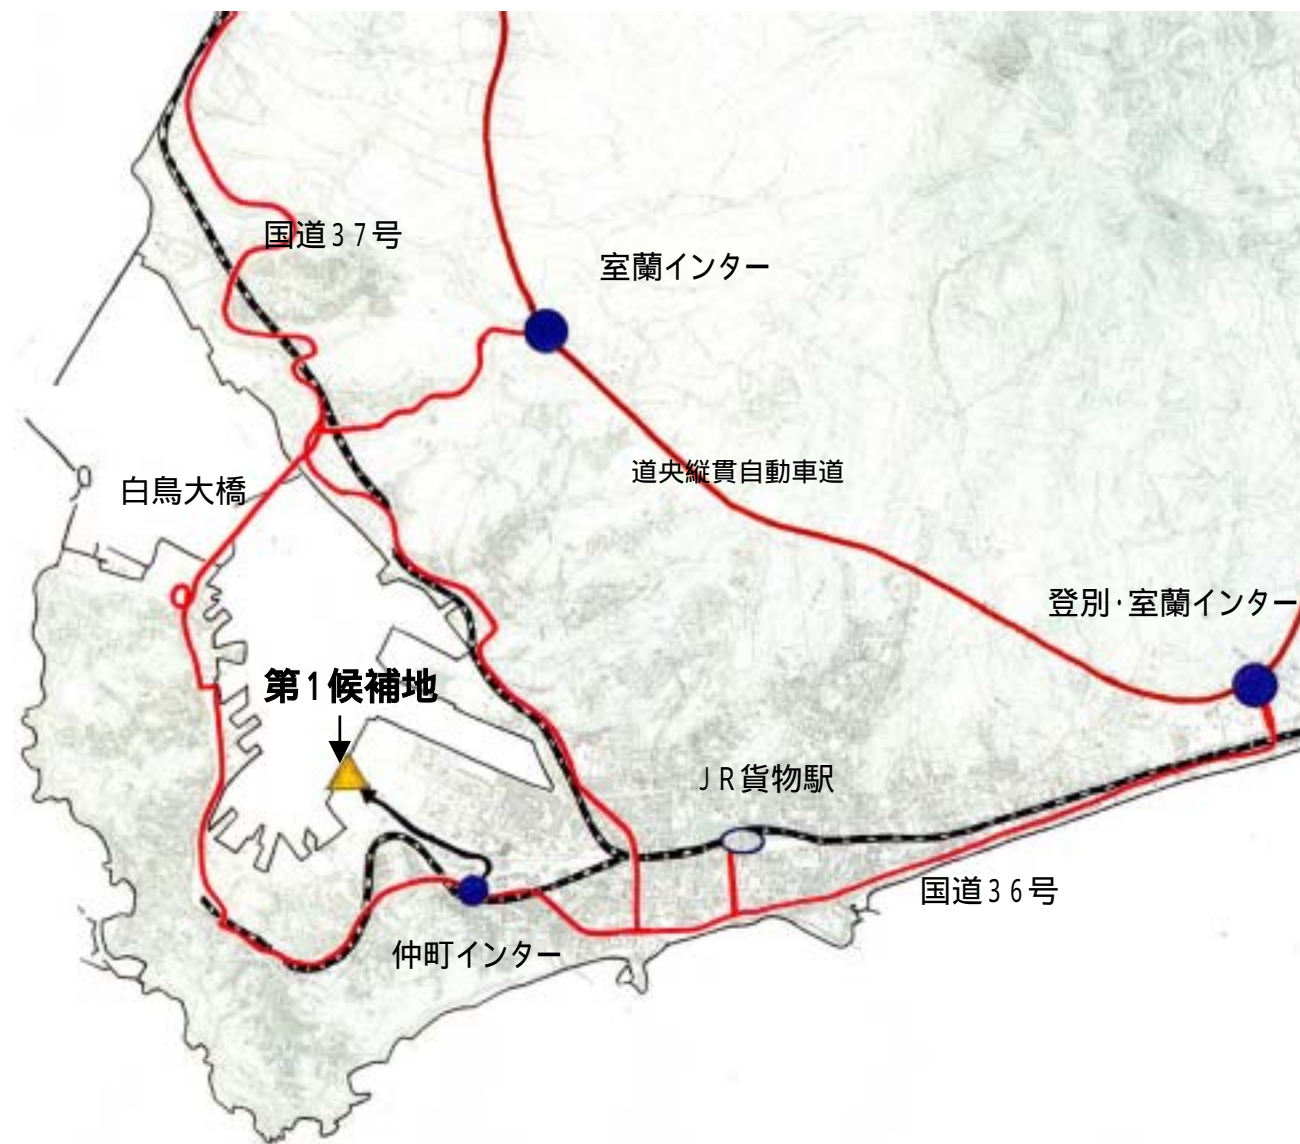 国道37号
室蘭インター
道央縦貫自動車道
白鳥大橋
登別・室蘭インター
第1候補地
JR貨物駅
国道36号
仲町インター